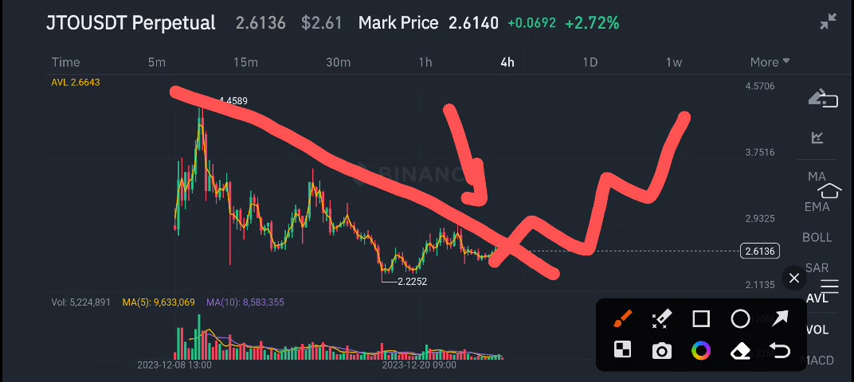 JTOUSDT Perpetual 2.6136 $2.61 Mark Price 2.6140 +0.0692 +2.72%
Time 5m 15m 30m 1h 4h 1D 1w More
AVL 2.6643
4.5706
4.4589
3.7516
BINANC
MA
EMA
2.9325
BOLL
2.6136
SAR
2.2252
2.1135
AVL
Vol: 5,224,891 MA(5): 9,633,069 MA(10): 8,583,355
VOL
MACD
2023-12-08 13:00 2023-12-20 09:00